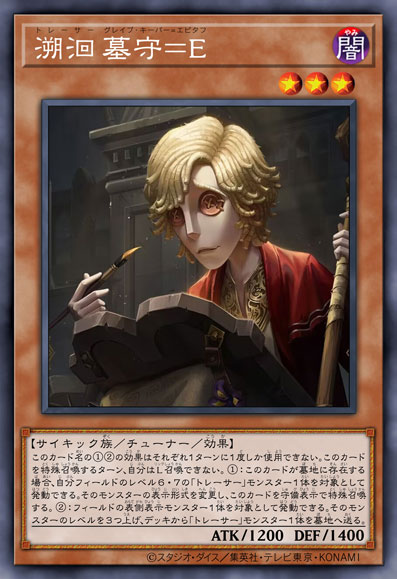 トレーサー グレイブ・キーパー=エピタフ
溯洄 墓守=E
やみ
闇
【サイキック族/チューナー/効果】
このカード名の①②の効果はそれぞれ1ターンに1度しか使用できない。このカード
を特殊召喚するターン、自分はL召喚できない。①:このカードが墓地に存在する
場合、自分フィールドのレベル6・7の「トレーサー」モンスター1体を対象として
発動できる。そのモンスターの表示形式を変更し、このカードを守備表示で特殊召喚
する。②:フィールドの表側表示モンスター1体を対象として発動できる。そのモン
スターのレベルを3つ上げ、デッキから「トレーサー」モンスター1体を墓地へ送る。
ATK/1200 DEF/1400
©スタジオ・ダイス/集英社・テレビ東京・KONAMI